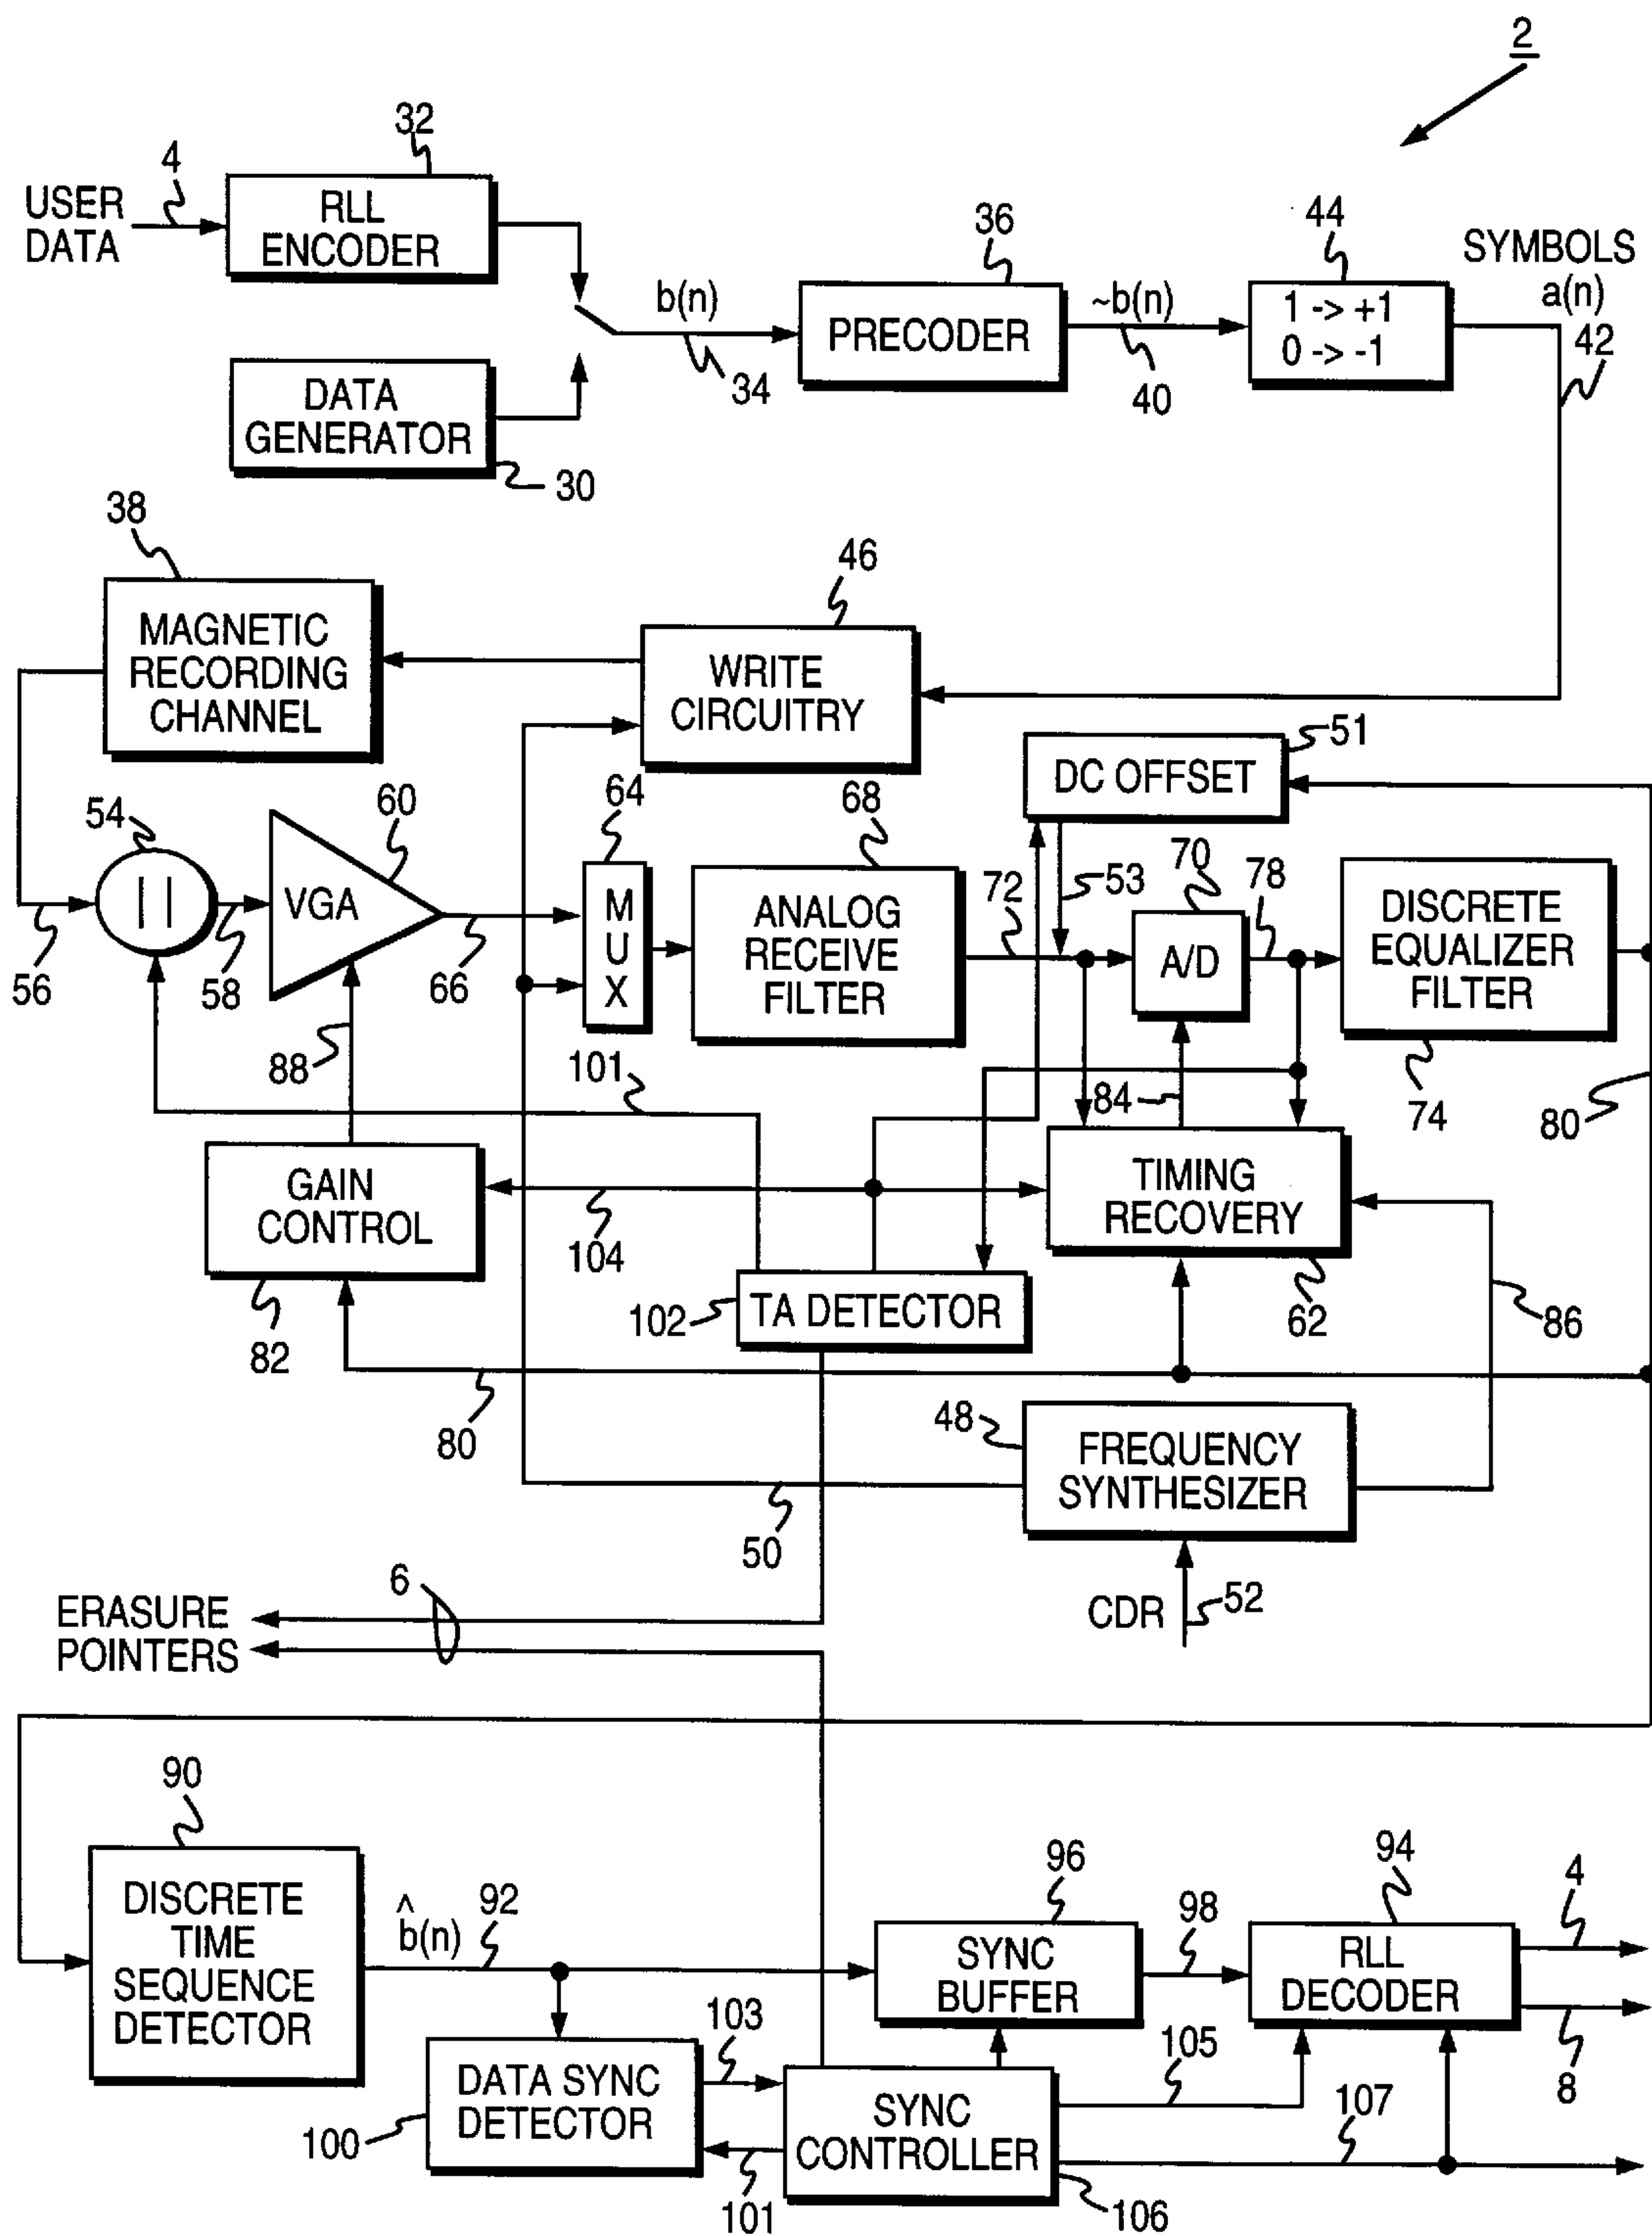 2
32
4
USER
DATA
RLL
ENCODER
36
44
SYMBOLS
a(n)
b(n)
~b(n)
PRECODER
1 -> +1
0 -> -1
42
34
40
DATA
GENERATOR
30
38
46
MAGNETIC
RECORDING
CHANNEL
WRITE
CIRCUITRY
51
DC OFFSET
54
60
64
68
70
78
72
53
| |
VGA
M
U
X
ANALOG
RECEIVE
FILTER
A/D
DISCRETE
EQUALIZER
FILTER
56
58
66
88
101
84
74
80
GAIN
CONTROL
TIMING
RECOVERY
104
102
TA DETECTOR
62
86
82
80
48
FREQUENCY
SYNTHESIZER
50
6
ERASURE
POINTERS
CDR
52
90
DISCRETE
TIME
SEQUENCE
DETECTOR
b̂(n)
92
96
98
94
4
SYNC
BUFFER
RLL
DECODER
103
105
8
DATA SYNC
DETECTOR
100
SYNC
CONTROLLER
107
101
106